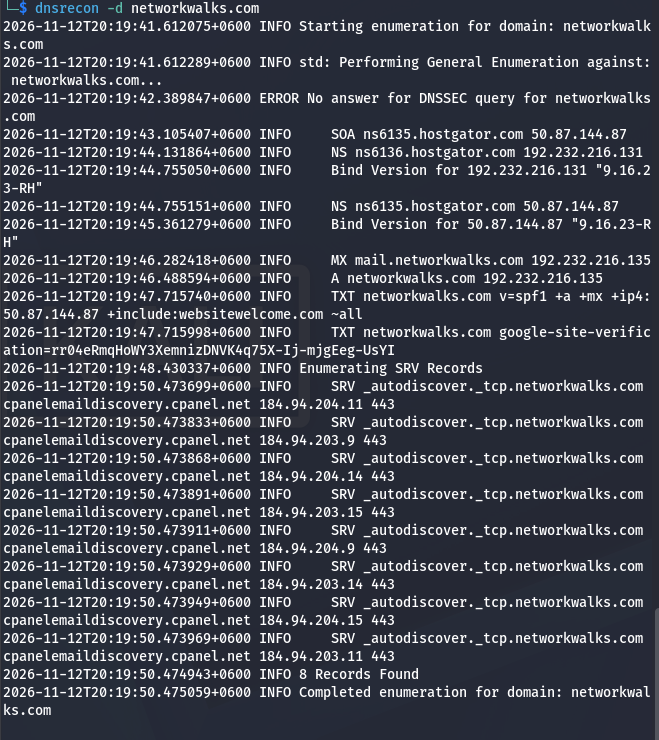 └─$ dnsrecon -d networkwalks.com
2026-11-12T20:19:41.612075+0600 INFO Starting enumeration for domain: networkwalk
s.com
2026-11-12T20:19:41.612289+0600 INFO std: Performing General Enumeration against:
 networkwalks.com...
2026-11-12T20:19:42.389847+0600 ERROR No answer for DNSSEC query for networkwalks
.com
2026-11-12T20:19:43.105407+0600 INFO     SOA ns6135.hostgator.com 50.87.144.87
2026-11-12T20:19:44.131864+0600 INFO     NS ns6136.hostgator.com 192.232.216.131
2026-11-12T20:19:44.755050+0600 INFO     Bind Version for 192.232.216.131 "9.16.2
3-RH"
2026-11-12T20:19:44.755151+0600 INFO     NS ns6135.hostgator.com 50.87.144.87
2026-11-12T20:19:45.361279+0600 INFO     Bind Version for 50.87.144.87 "9.16.23-R
H"
2026-11-12T20:19:46.282418+0600 INFO     MX mail.networkwalks.com 192.232.216.135
2026-11-12T20:19:46.488594+0600 INFO     A networkwalks.com 192.232.216.135
2026-11-12T20:19:47.715740+0600 INFO     TXT networkwalks.com v=spf1 +a +mx +ip4:
50.87.144.87 +include:websitewelcome.com ~all
2026-11-12T20:19:47.715998+0600 INFO     TXT networkwalks.com google-site-verific
ation=rr04eRmqHoWY3XemnizDNVK4q75X-Ij-mjgEeg-UsYI
2026-11-12T20:19:48.430337+0600 INFO Enumerating SRV Records
2026-11-12T20:19:50.473699+0600 INFO     SRV _autodiscover._tcp.networkwalks.com 
cpanelemaildiscovery.cpanel.net 184.94.204.11 443
2026-11-12T20:19:50.473833+0600 INFO     SRV _autodiscover._tcp.networkwalks.com 
cpanelemaildiscovery.cpanel.net 184.94.203.9 443
2026-11-12T20:19:50.473868+0600 INFO     SRV _autodiscover._tcp.networkwalks.com 
cpanelemaildiscovery.cpanel.net 184.94.204.14 443
2026-11-12T20:19:50.473891+0600 INFO     SRV _autodiscover._tcp.networkwalks.com 
cpanelemaildiscovery.cpanel.net 184.94.203.15 443
2026-11-12T20:19:50.473911+0600 INFO     SRV _autodiscover._tcp.networkwalks.com 
cpanelemaildiscovery.cpanel.net 184.94.204.9 443
2026-11-12T20:19:50.473929+0600 INFO     SRV _autodiscover._tcp.networkwalks.com 
cpanelemaildiscovery.cpanel.net 184.94.203.14 443
2026-11-12T20:19:50.473949+0600 INFO     SRV _autodiscover._tcp.networkwalks.com 
cpanelemaildiscovery.cpanel.net 184.94.204.15 443
2026-11-12T20:19:50.473969+0600 INFO     SRV _autodiscover._tcp.networkwalks.com 
cpanelemaildiscovery.cpanel.net 184.94.203.11 443
2026-11-12T20:19:50.474943+0600 INFO 8 Records Found
2026-11-12T20:19:50.475059+0600 INFO Completed enumeration for domain: networkwal
ks.com